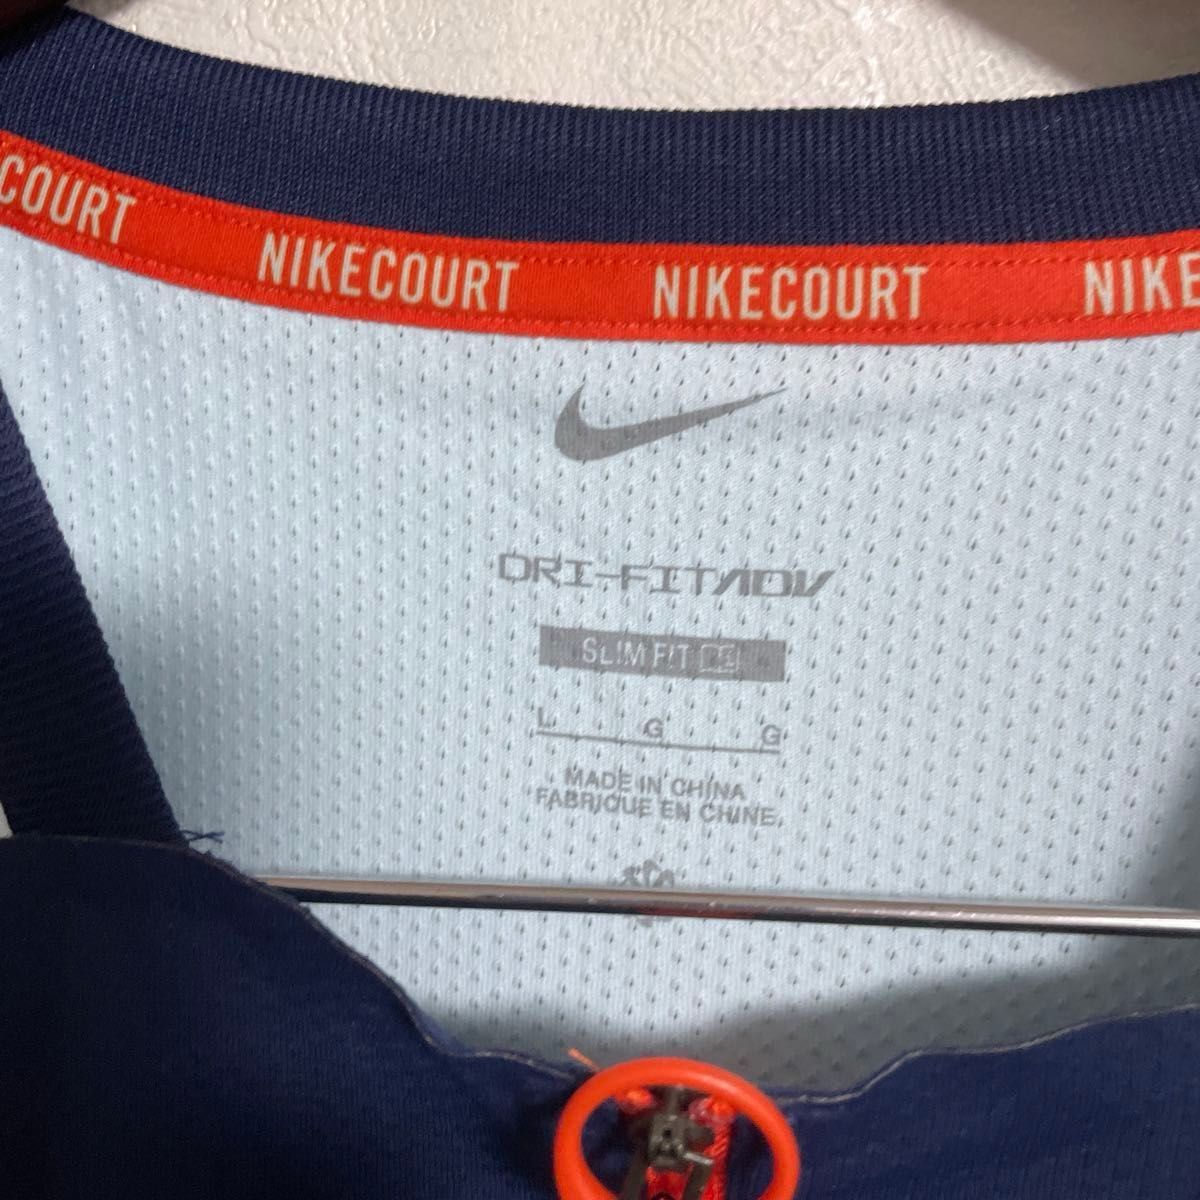 COURT NIKECOURT NIKECOURT NIKE
DRI-FIT ADV
SLIM FIT
L G G
MADE IN CHINA
FABRIQUE EN CHINE